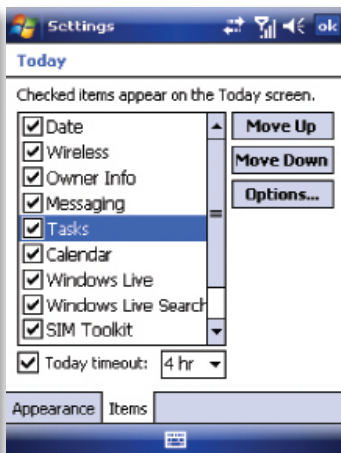 Settings ok
Today
Checked items appear on the Today screen.
Date
Wireless
Owner Info
Messaging
Tasks
Calendar
Windows Live
Windows Live Search
SIM Toolkit
Move Up
Move Down
Options...
Today timeout: 4 hr
Appearance Items